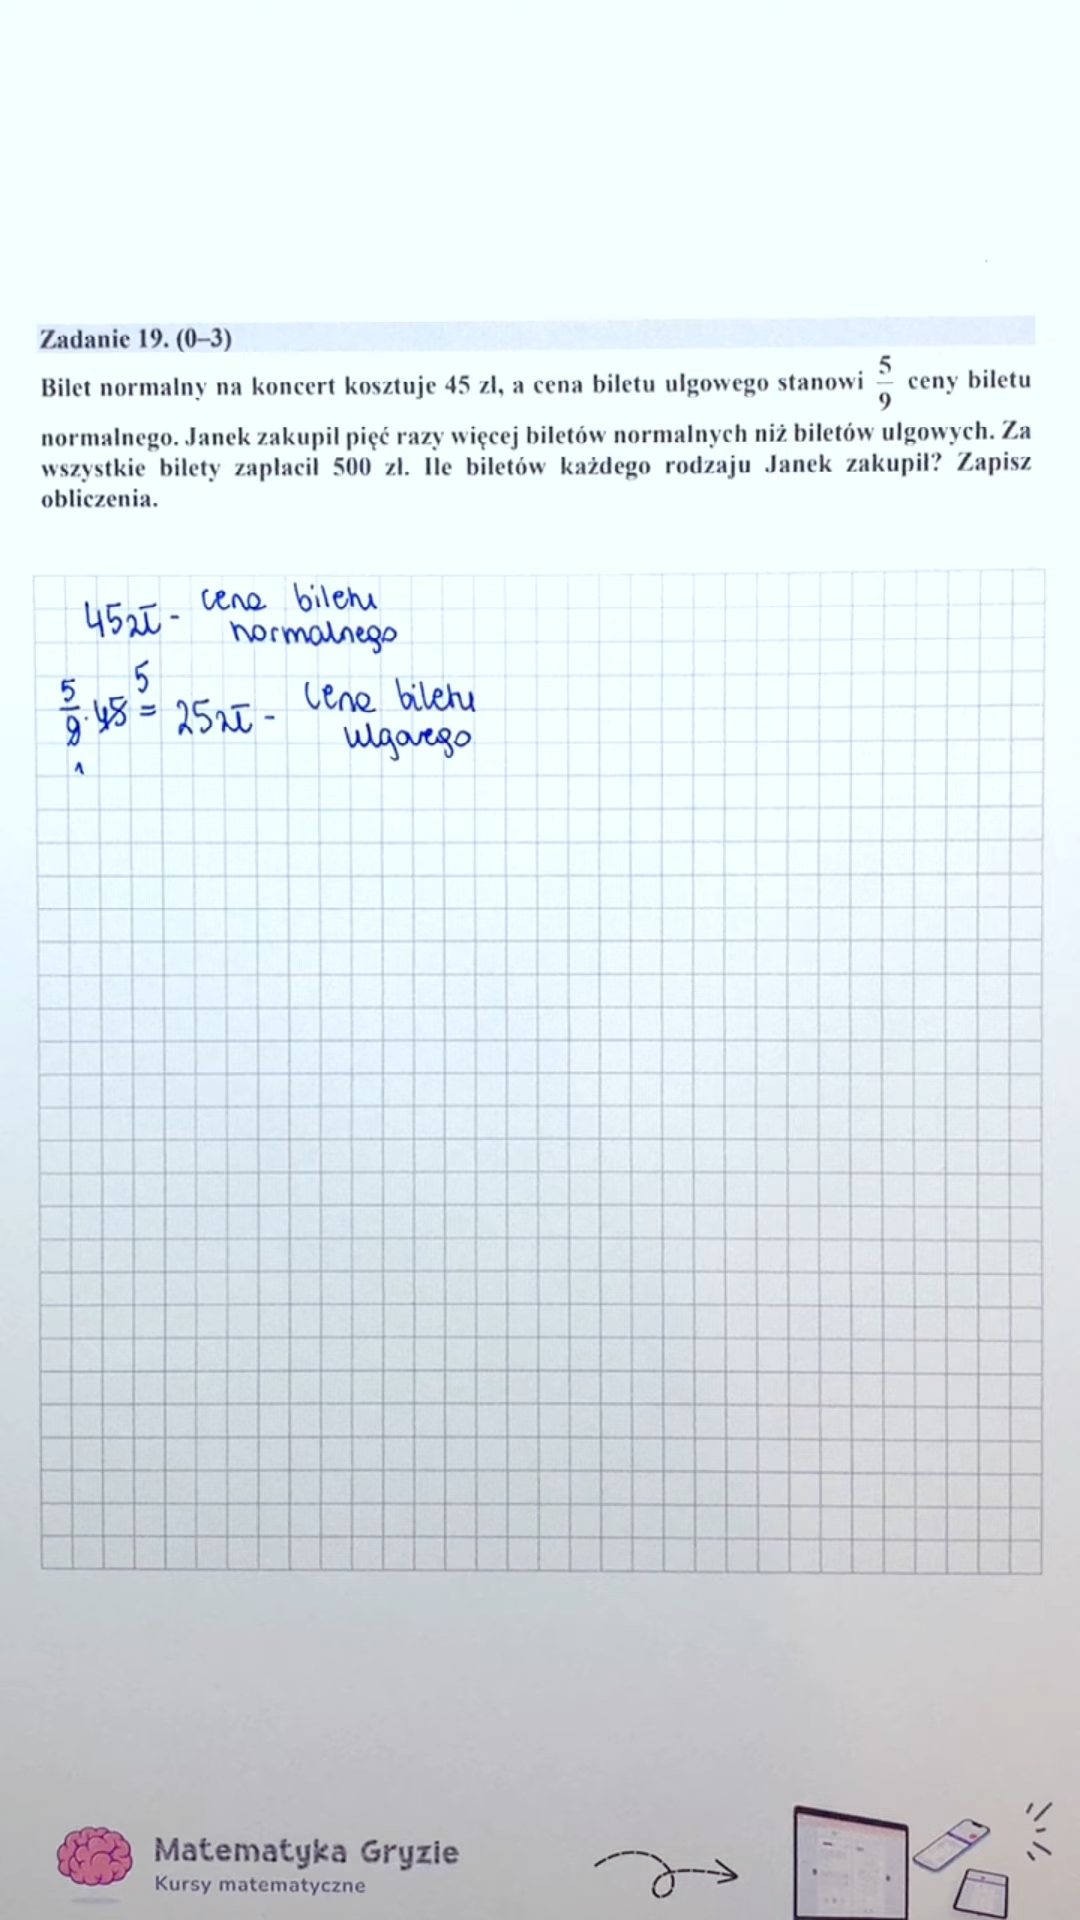 Zadanie 19. (0–3)
Bilet normalny na koncert kosztuje 45 zł, a cena biletu ulgowego stanowi 5/9 ceny biletu
normalnego. Janek zakupił pięć razy więcej biletów normalnych niż biletów ulgowych. Za
wszystkie bilety zapłacił 500 zł. Ile biletów każdego rodzaju Janek zakupił? Zapisz
obliczenia.
45zł - cena biletu
normalnego
5
5/9 · 45 = 25zł - cena biletu
ulgowego
1
Matematyka Gryzie
Kursy matematyczne